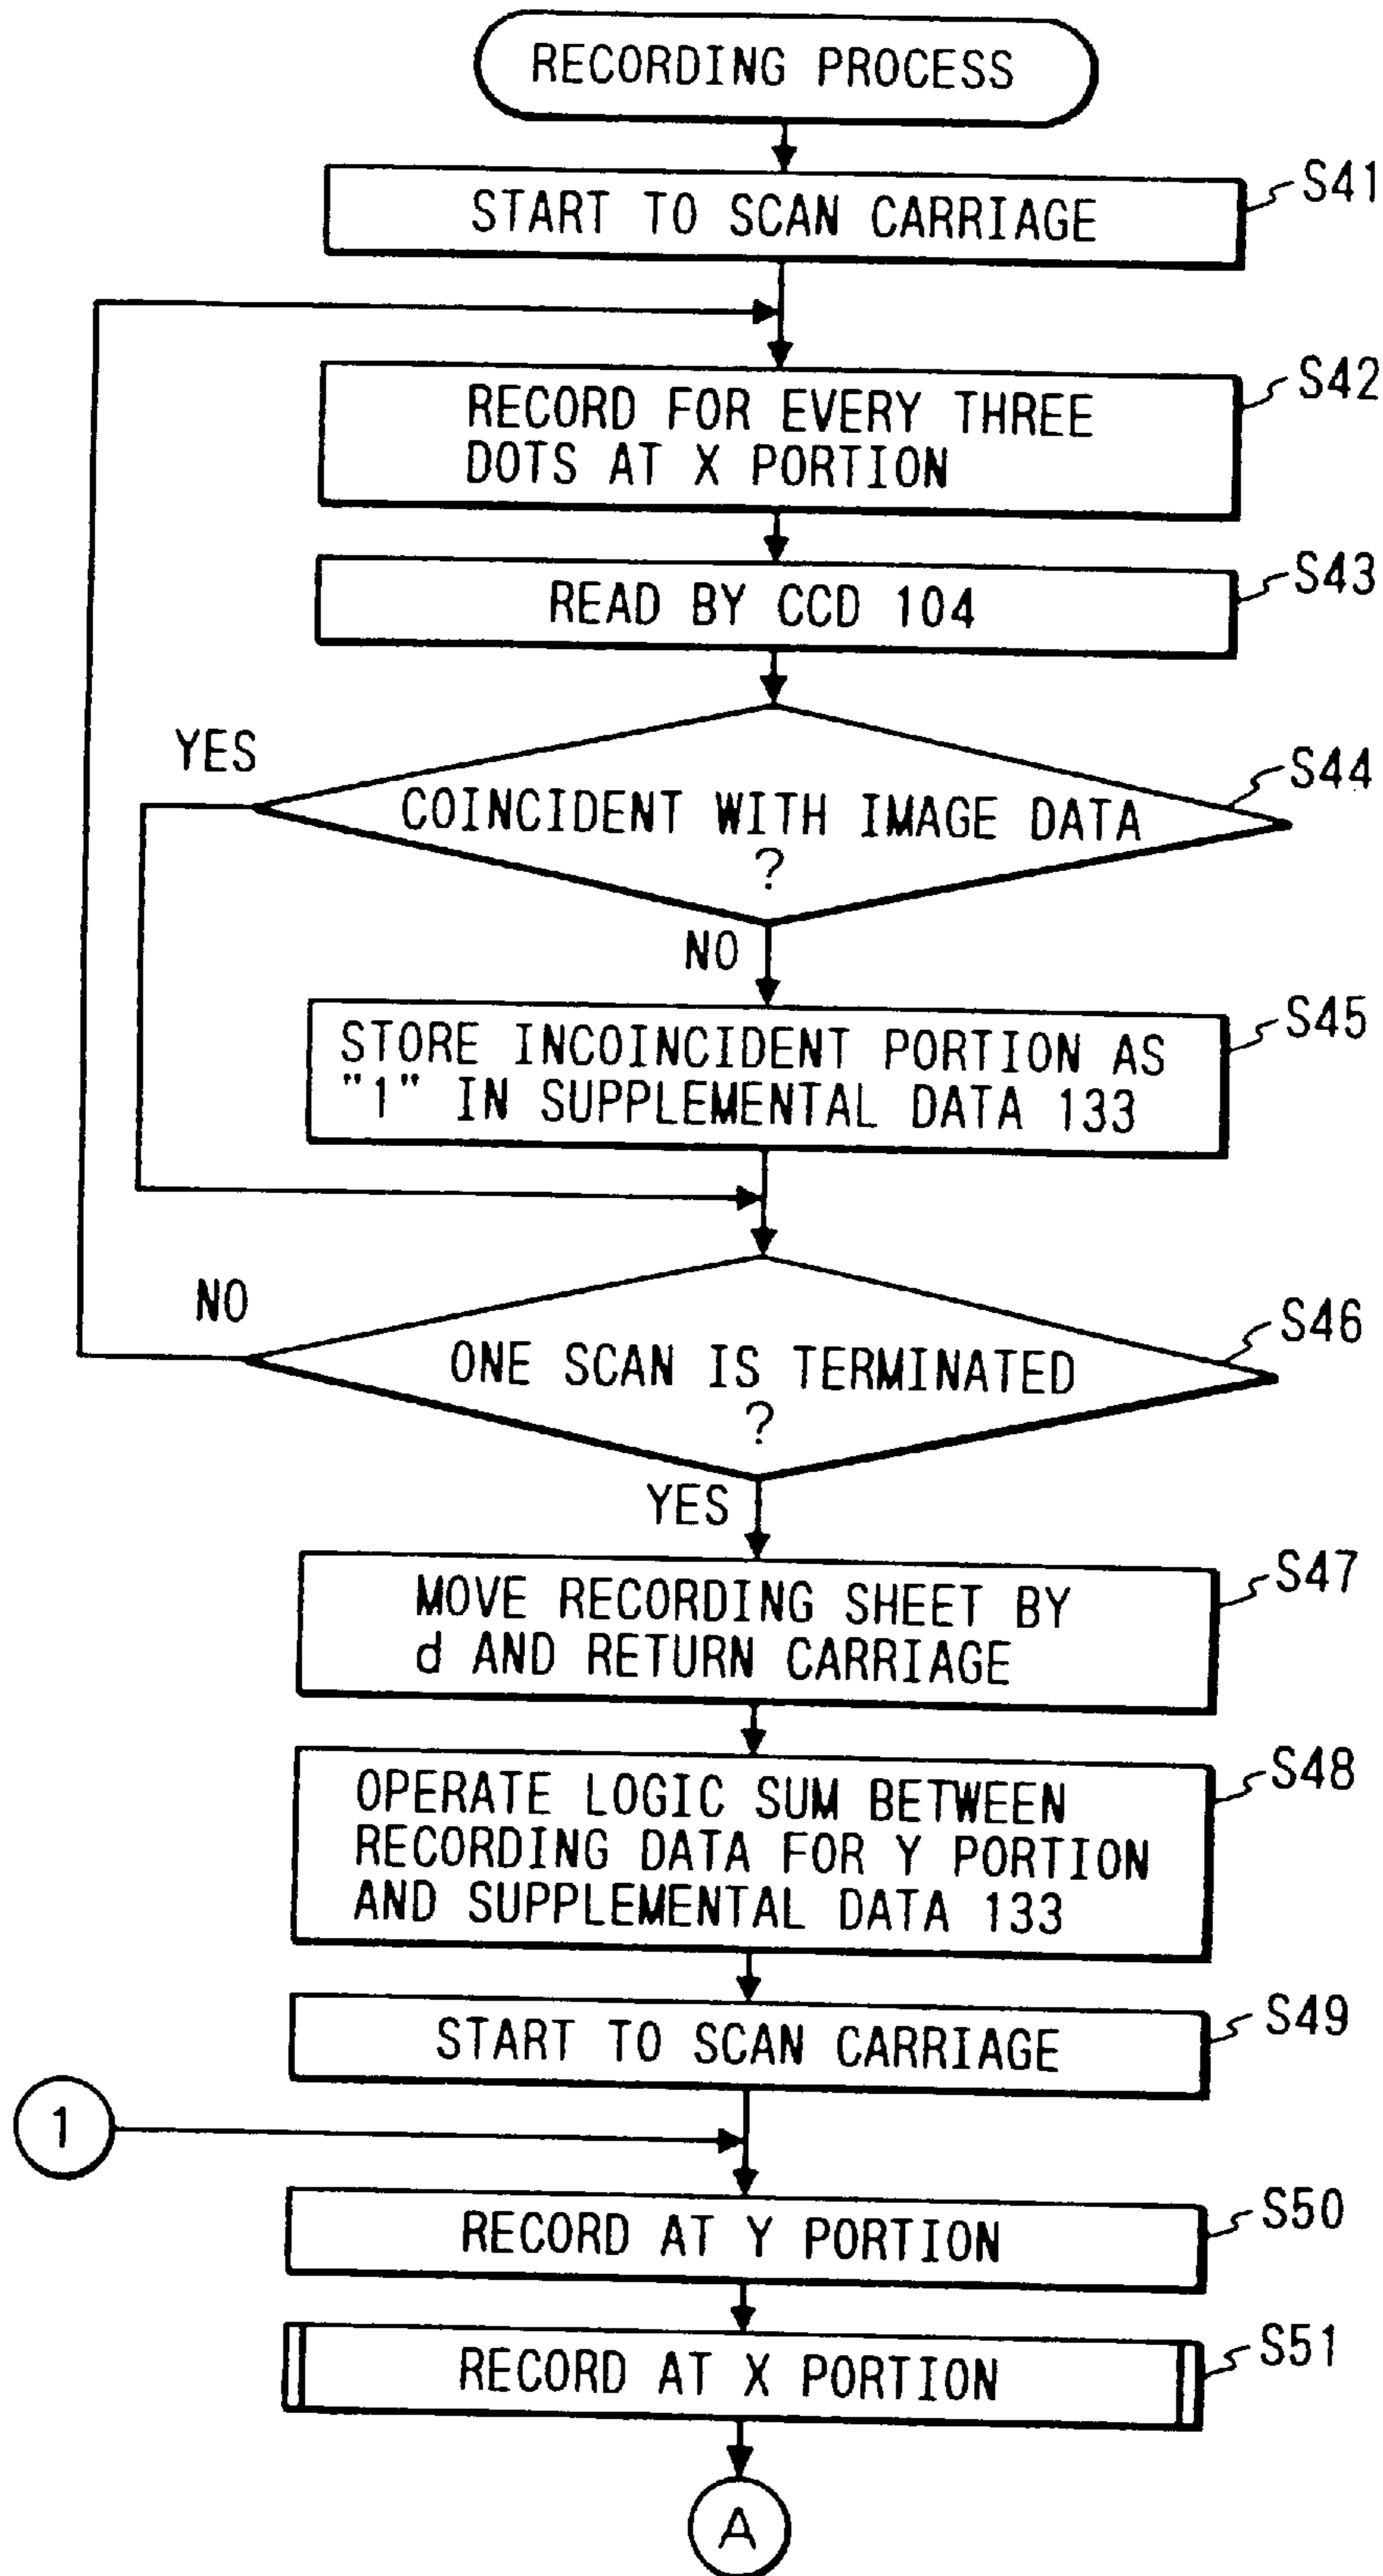 RECORDING PROCESS
START TO SCAN CARRIAGE
S41
RECORD FOR EVERY THREE
DOTS AT X PORTION
S42
READ BY CCD 104
S43
YES
COINCIDENT WITH IMAGE DATA
?
S44
NO
STORE INCOINCIDENT PORTION AS
"1" IN SUPPLEMENTAL DATA 133
S45
NO
ONE SCAN IS TERMINATED
?
S46
YES
MOVE RECORDING SHEET BY
d AND RETURN CARRIAGE
S47
OPERATE LOGIC SUM BETWEEN
RECORDING DATA FOR Y PORTION
AND SUPPLEMENTAL DATA 133
S48
START TO SCAN CARRIAGE
S49
1
RECORD AT Y PORTION
S50
RECORD AT X PORTION
S51
A